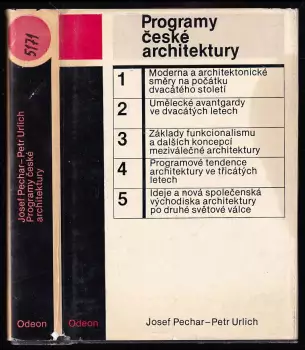 5171
Josef Pechar–Petr Urlich
Programy české
architektury
Odeon
Odeon
Programy
české
architektury
1 Moderna a architektonické
směry na počátku
dvacátého století
2 Umělecké avantgardy
ve dvacátých letech
3 Základy funkcionalismu
a dalších koncepcí
meziválečné architektury
4 Programové tendence
architektury ve třicátých
letech
5 Ideje a nová společenská
východiska architektury
po druhé světové válce
Josef Pechar–Petr Urlich